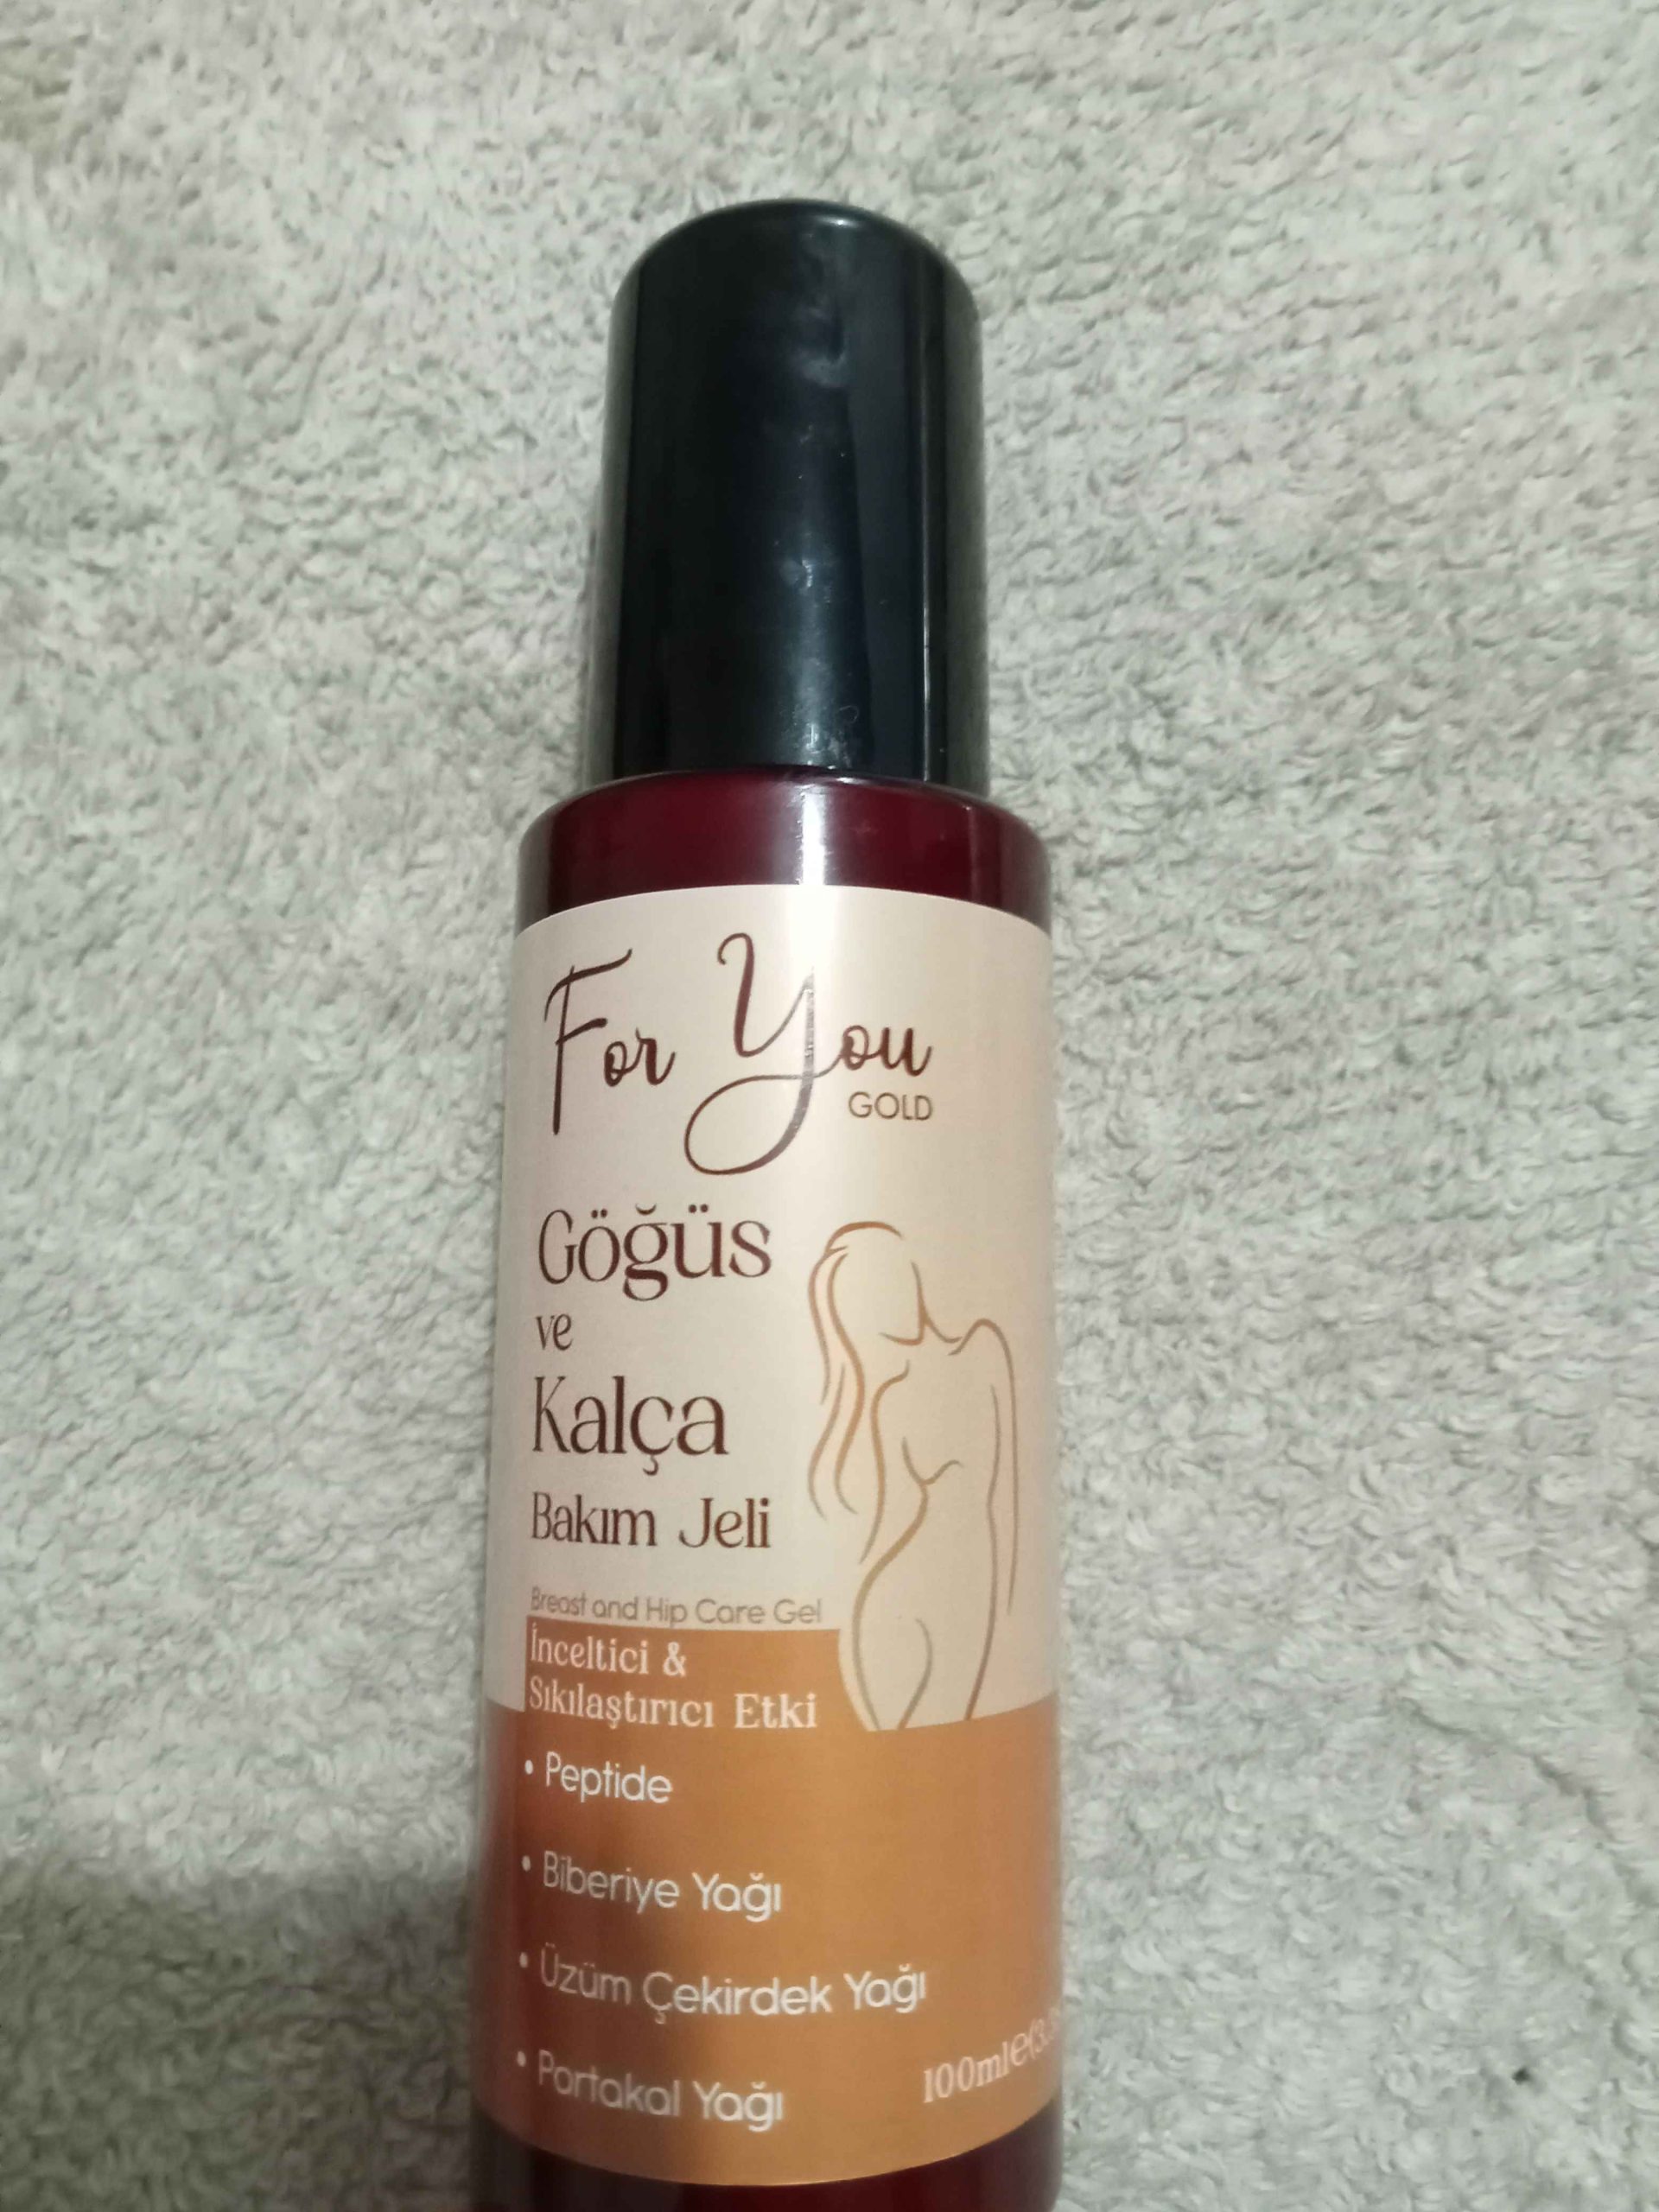 For You
GOLD
Göğüs
ve
Kalça
Bakım Jeli
Breast and Hip Care Gel
İnceltici &
Sıkılaştırıcı Etki
• Peptide
• Biberiye Yağı
• Üzüm Çekirdek Yağı
• Portakal Yağı
100ml℮